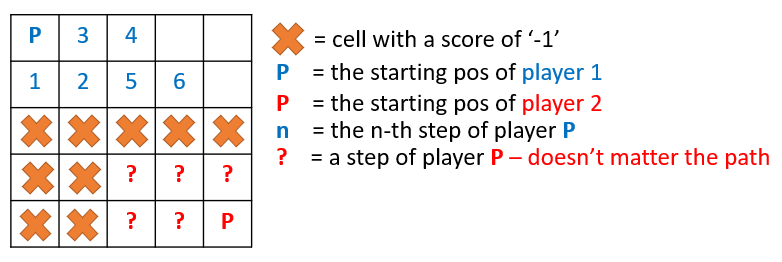 P 3 4
1 2 5 6
? ? ?
? ? P
= cell with a score of ‘-1’
P = the starting pos of player 1
P = the starting pos of player 2
n = the n-th step of player P
? = a step of player P – doesn’t matter the path